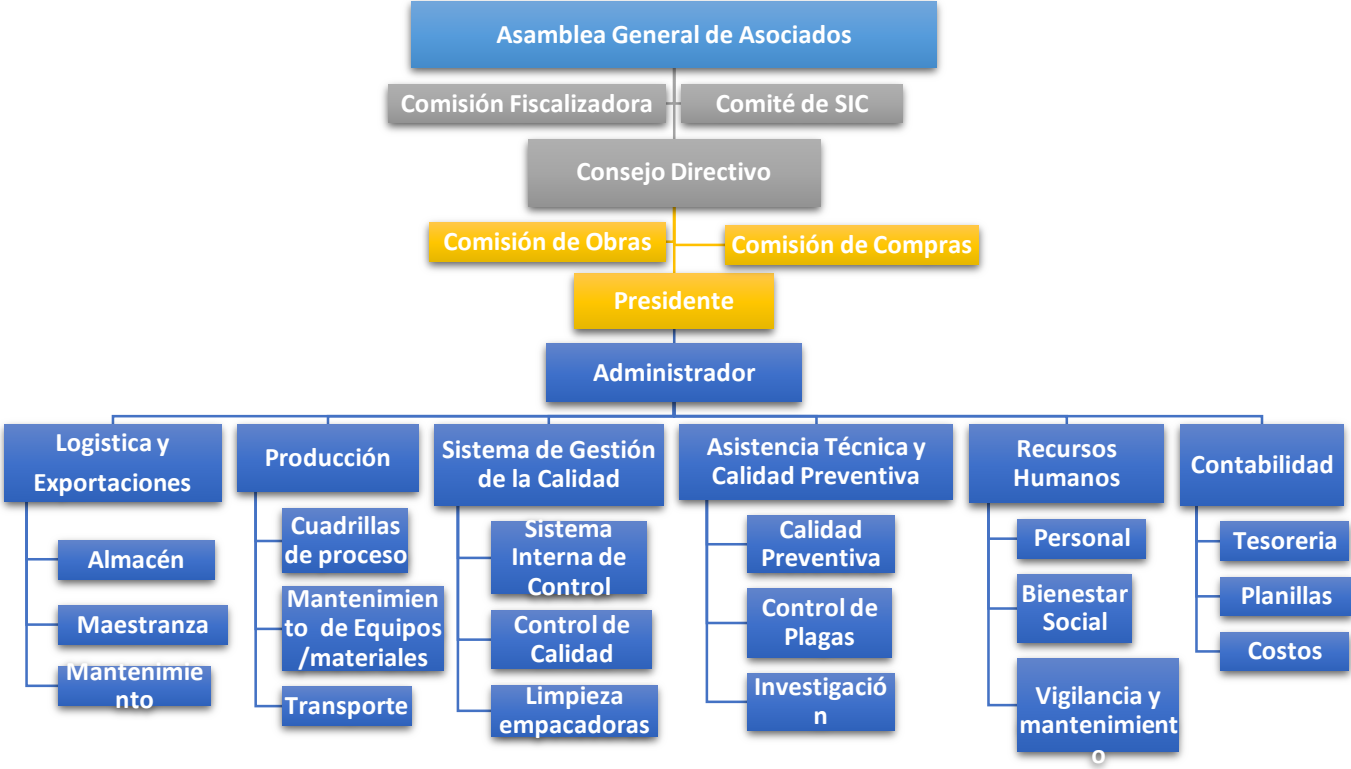 Asamblea General de Asociados
Comisión Fiscalizadora
Comité de SIC
Consejo Directivo
Comisión de Obras
Comisión de Compras
Presidente
Administrador
Logistica y
Exportaciones
Almacén
Maestranza
Mantenimie
nto
Producción
Cuadrillas
de proceso
Mantenimien
to de Equipos
/materiales
Transporte
Sistema de Gestión
de la Calidad
Sistema
Interna de
Control
Control de
Calidad
Limpieza
empacadoras
Asistencia Técnica y
Calidad Preventiva
Calidad
Preventiva
Control de
Plagas
Investigació
n
Recursos
Humanos
Personal
Bienestar
Social
Vigilancia y
mantenimient
o
Contabilidad
Tesoreria
Planillas
Costos